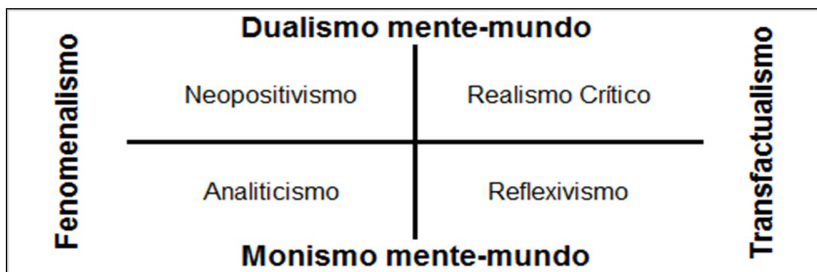 Dualismo mente-mundo
Fenomenalismo
Neopositivismo
Realismo Crítico
Transfactualismo
Analiticismo
Reflexivismo
Monismo mente-mundo